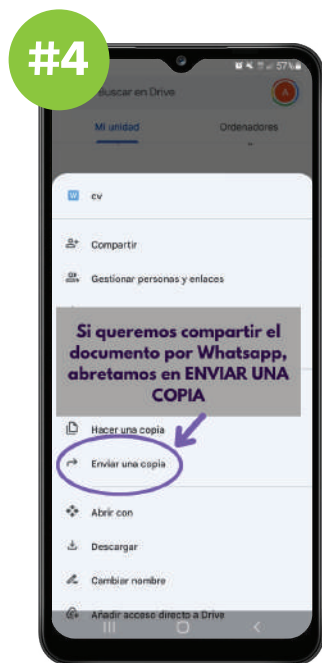 #4
57%
Buscar en Drive
A
Mi unidad
Ordenadores
W cv
Compartir
Gestionar personas y enlaces
Si queremos compartir el
documento por Whatsapp,
abretamos en ENVIAR UNA
COPIA
Hacer una copia
Enviar una copia
Abrir con
Descargar
Cambiar nombre
Añadir acceso directo a Drive